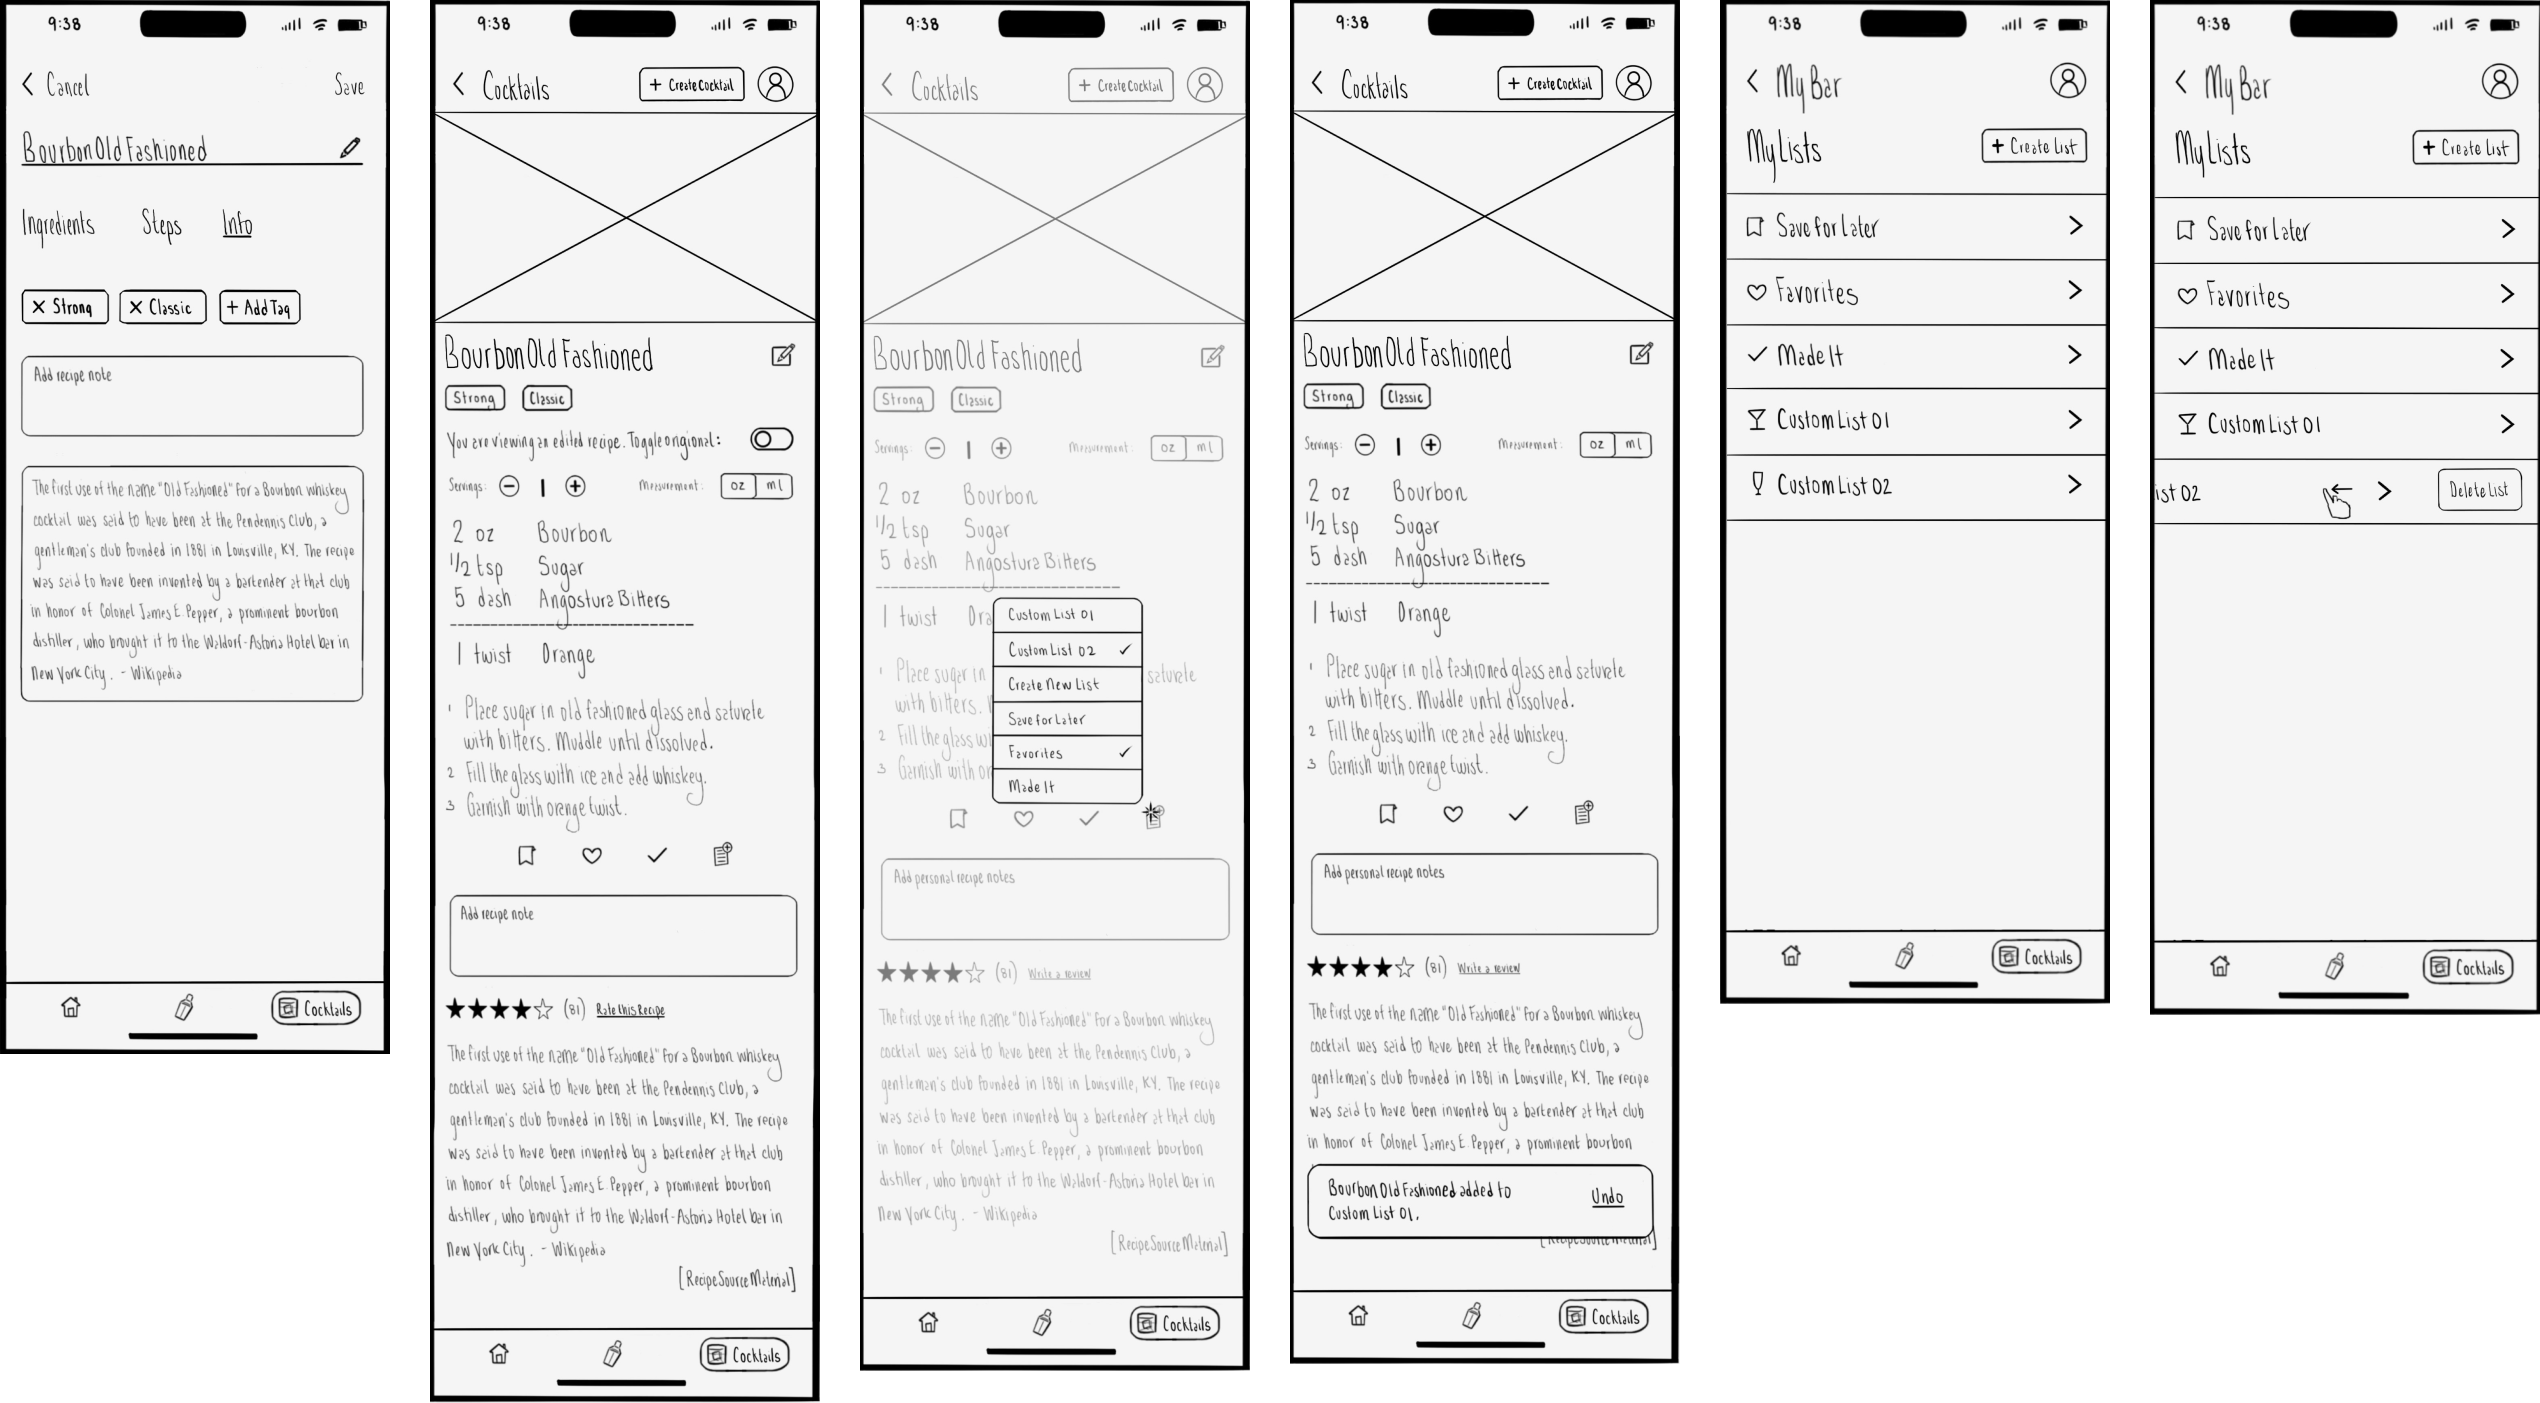 9:38
Cancel
Save
Bourbon Old Fashioned
Ingredients Steps Info
Strong Classic + Add Tag
Add recipe note
The first use of the name "Old Fashioned" for a Bourbon whiskey
cocktail was said to have been at the Pendennis Club, a
gentleman's club founded in 1881 in Louisville, KY. The recipe
was said to have been invented by a bartender at that club
in honor of Colonel James E. Pepper, a prominent bourbon
distiller, who brought it to the Waldorf-Astoria Hotel bar in
New York City. - Wikipedia
Cocktails
9:38
Cocktails
+ Create Cocktail
Bourbon Old Fashioned
Strong Classic
You are viewing an edited recipe. Toggle origional:
Servings: 1 Measurement: oz ml
2 oz Bourbon
1/2 tsp Sugar
5 dash Angostura Bitters
1 twist Orange
1 Place sugar in old fashioned glass and saturate
with bitters. Muddle until dissolved.
2 Fill the glass with ice and add whiskey.
3 Garnish with orange twist.
Add recipe note
(81) Rate this Recipe
The first use of the name "Old Fashioned" for a Bourbon whiskey
cocktail was said to have been at the Pendennis Club, a
gentleman's club founded in 1881 in Louisville, KY. The recipe
was said to have been invented by a bartender at that club
in honor of Colonel James E. Pepper, a prominent bourbon
distiller, who brought it to the Waldorf-Astoria Hotel bar in
New York City. - Wikipedia
[Recipe Source Material]
Cocktails
9:38
Cocktails
+ Create Cocktail
Bourbon Old Fashioned
Strong Classic
Servings: 1 Measurement: oz ml
2 oz Bourbon
1/2 tsp Sugar
5 dash Angostura Bitters
1 twist Ora
1 Place sugar in saturate
with bitters.
2 Fill the glass wi
3 Garnish with or
Custom List 01
Custom List 02
Create New List
Save for Later
Favorites
Made It
Add personal recipe notes
(81) Write a review
The first use of the name "Old Fashioned" for a Bourbon whiskey
cocktail was said to have been at the Pendennis Club, a
gentleman's club founded in 1881 in Louisville, KY. The recipe
was said to have been invented by a bartender at that club
in honor of Colonel James E. Pepper, a prominent bourbon
distiller, who brought it to the Waldorf-Astoria Hotel bar in
New York City. - Wikipedia
[Recipe Source Material]
Cocktails
9:38
Cocktails
+ Create Cocktail
Bourbon Old Fashioned
Strong Classic
Servings: 1 Measurement: oz ml
2 oz Bourbon
1/2 tsp Sugar
5 dash Angostura Bitters
1 twist Orange
1 Place sugar in old fashioned glass and saturate
with bitters. Muddle until dissolved.
2 Fill the glass with ice and add whiskey.
3 Garnish with orange twist.
Add personal recipe notes
(81) Write a review
The first use of the name "Old Fashioned" for a Bourbon whiskey
cocktail was said to have been at the Pendennis Club, a
gentleman's club founded in 1881 in Louisville, KY. The recipe
was said to have been invented by a bartender at that club
in honor of Colonel James E. Pepper, a prominent bourbon
Bourbon Old Fashioned added to
Custom List 01.
Undo
[Recipe Source Material]
Cocktails
9:38
My Bar
My Lists
+ Create List
Save for Later
Favorites
Made It
Custom List 01
Custom List 02
Cocktails
9:38
My Bar
My Lists
+ Create List
Save for Later
Favorites
Made It
Custom List 01
ist 02
Delete List
Cocktails